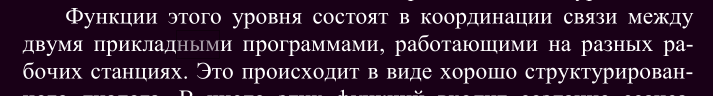 Функции этого уровня состоят в координации связи между
двумя прикладными программами, работающими на разных ра-
бочих станциях. Это происходит в виде хорошо структурирован-